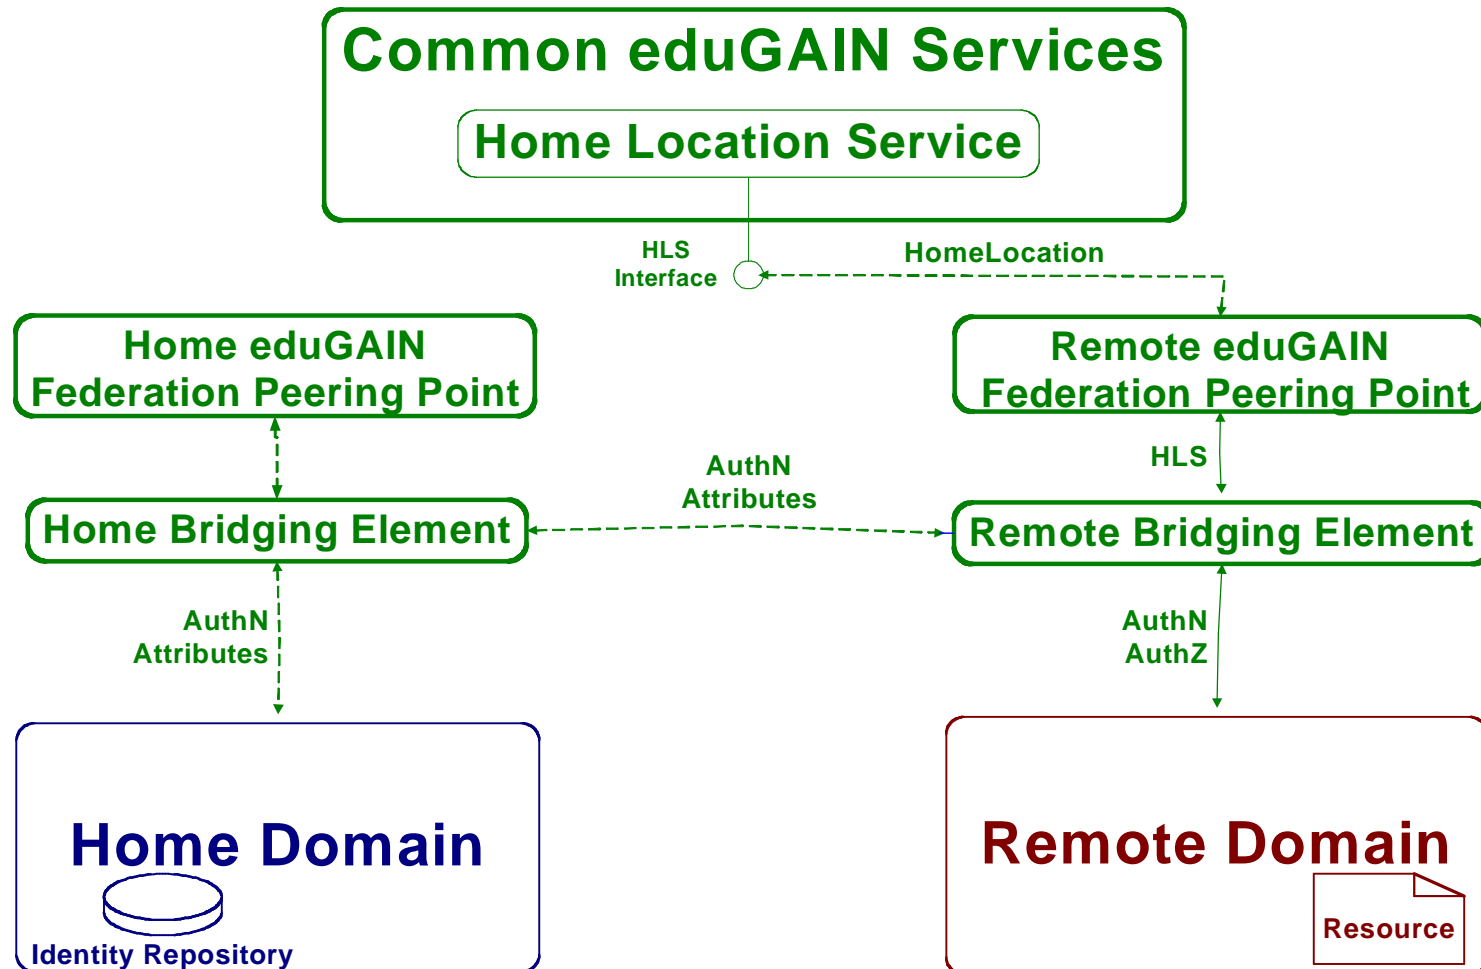 Common eduGAIN Services
Home Location Service
HLS
Interface
HomeLocation
Home eduGAIN
Federation Peering Point
Remote eduGAIN
Federation Peering Point
HLS
AuthN
Attributes
Home Bridging Element
Remote Bridging Element
AuthN
Attributes
AuthN
AuthZ
Home Domain
Identity Repository
Remote Domain
Resource